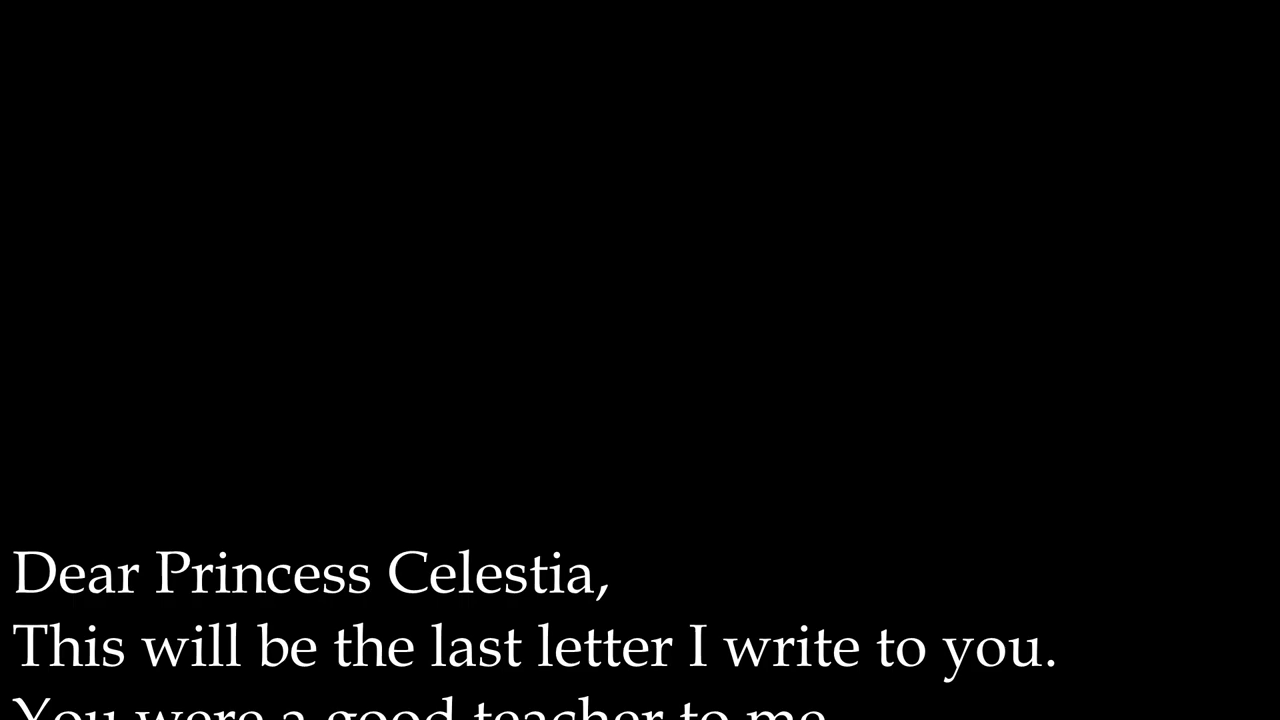 Dear Princess Celestia,
This will be the last letter I write to you.
You were a good teacher to me